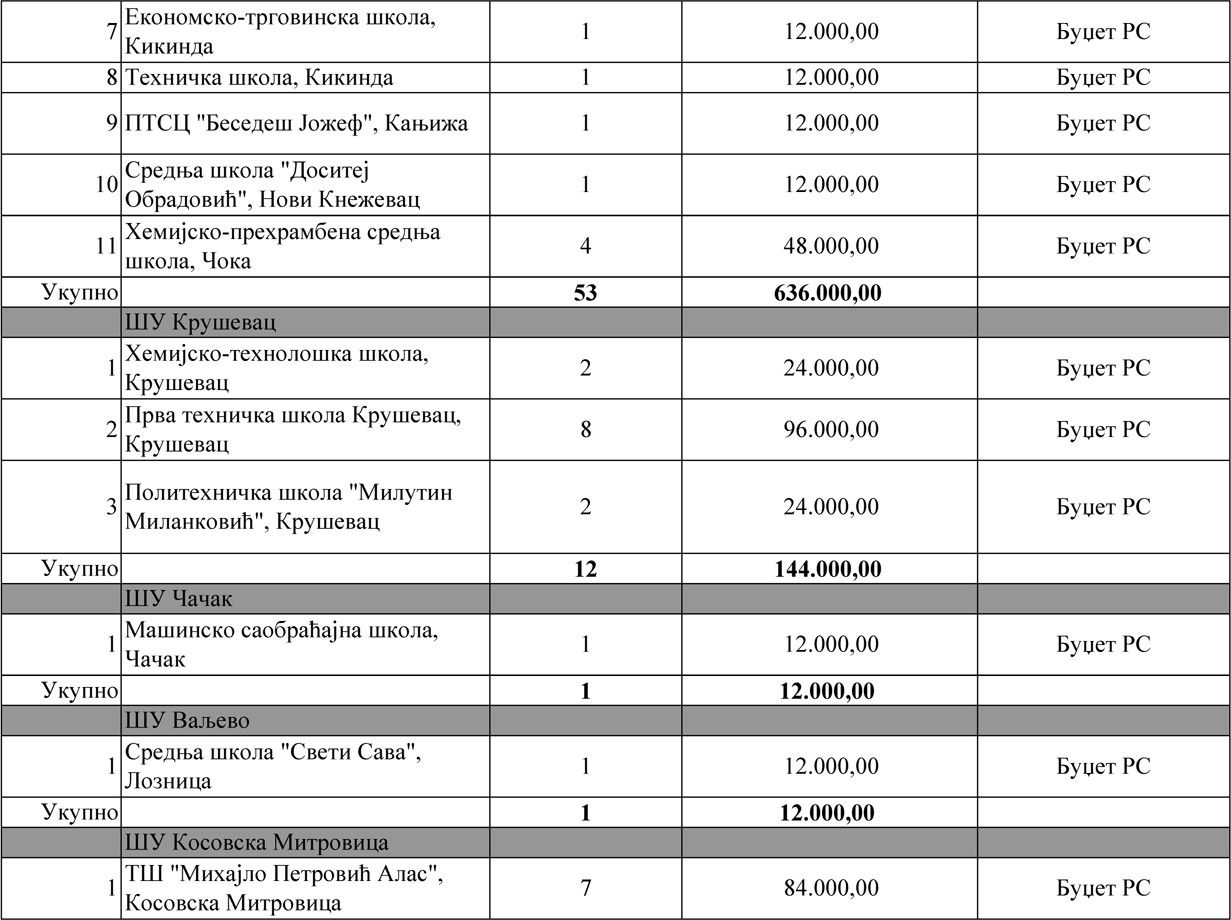 7 Економско-трговинска школа, 1 12.000,00 Буџет РС
Кикинда
8 Техничка школа, Кикинда 1 12.000,00 Буџет РС
9 ПТСЦ "Беседеш Јожеф", Кањижа 1 12.000,00 Буџет РС
10 Средња школа "Доситеј 1 12.000,00 Буџет РС
Обрадовић", Нови Кнежевац
11 Хемијско-прехрамбена средња 4 48.000,00 Буџет РС
школа, Чока
Укупно 53 636.000,00
ШУ Крушевац
1 Хемијско-технолошка школа, 2 24.000,00 Буџет РС
Крушевац
2 Прва техничка школа Крушевац, 8 96.000,00 Буџет РС
Крушевац
3 Политехничка школа "Милутин 2 24.000,00 Буџет РС
Миланковић", Крушевац
Укупно 12 144.000,00
ШУ Чачак
1 Машинско саобраћајна школа, 1 12.000,00 Буџет РС
Чачак
Укупно 1 12.000,00
ШУ Ваљево
1 Средња школа "Свети Сава", 1 12.000,00 Буџет РС
Лозница
Укупно 1 12.000,00
ШУ Косовска Митровица
1 ТШ "Михајло Петровић Алас", 7 84.000,00 Буџет РС
Косовска Митровица